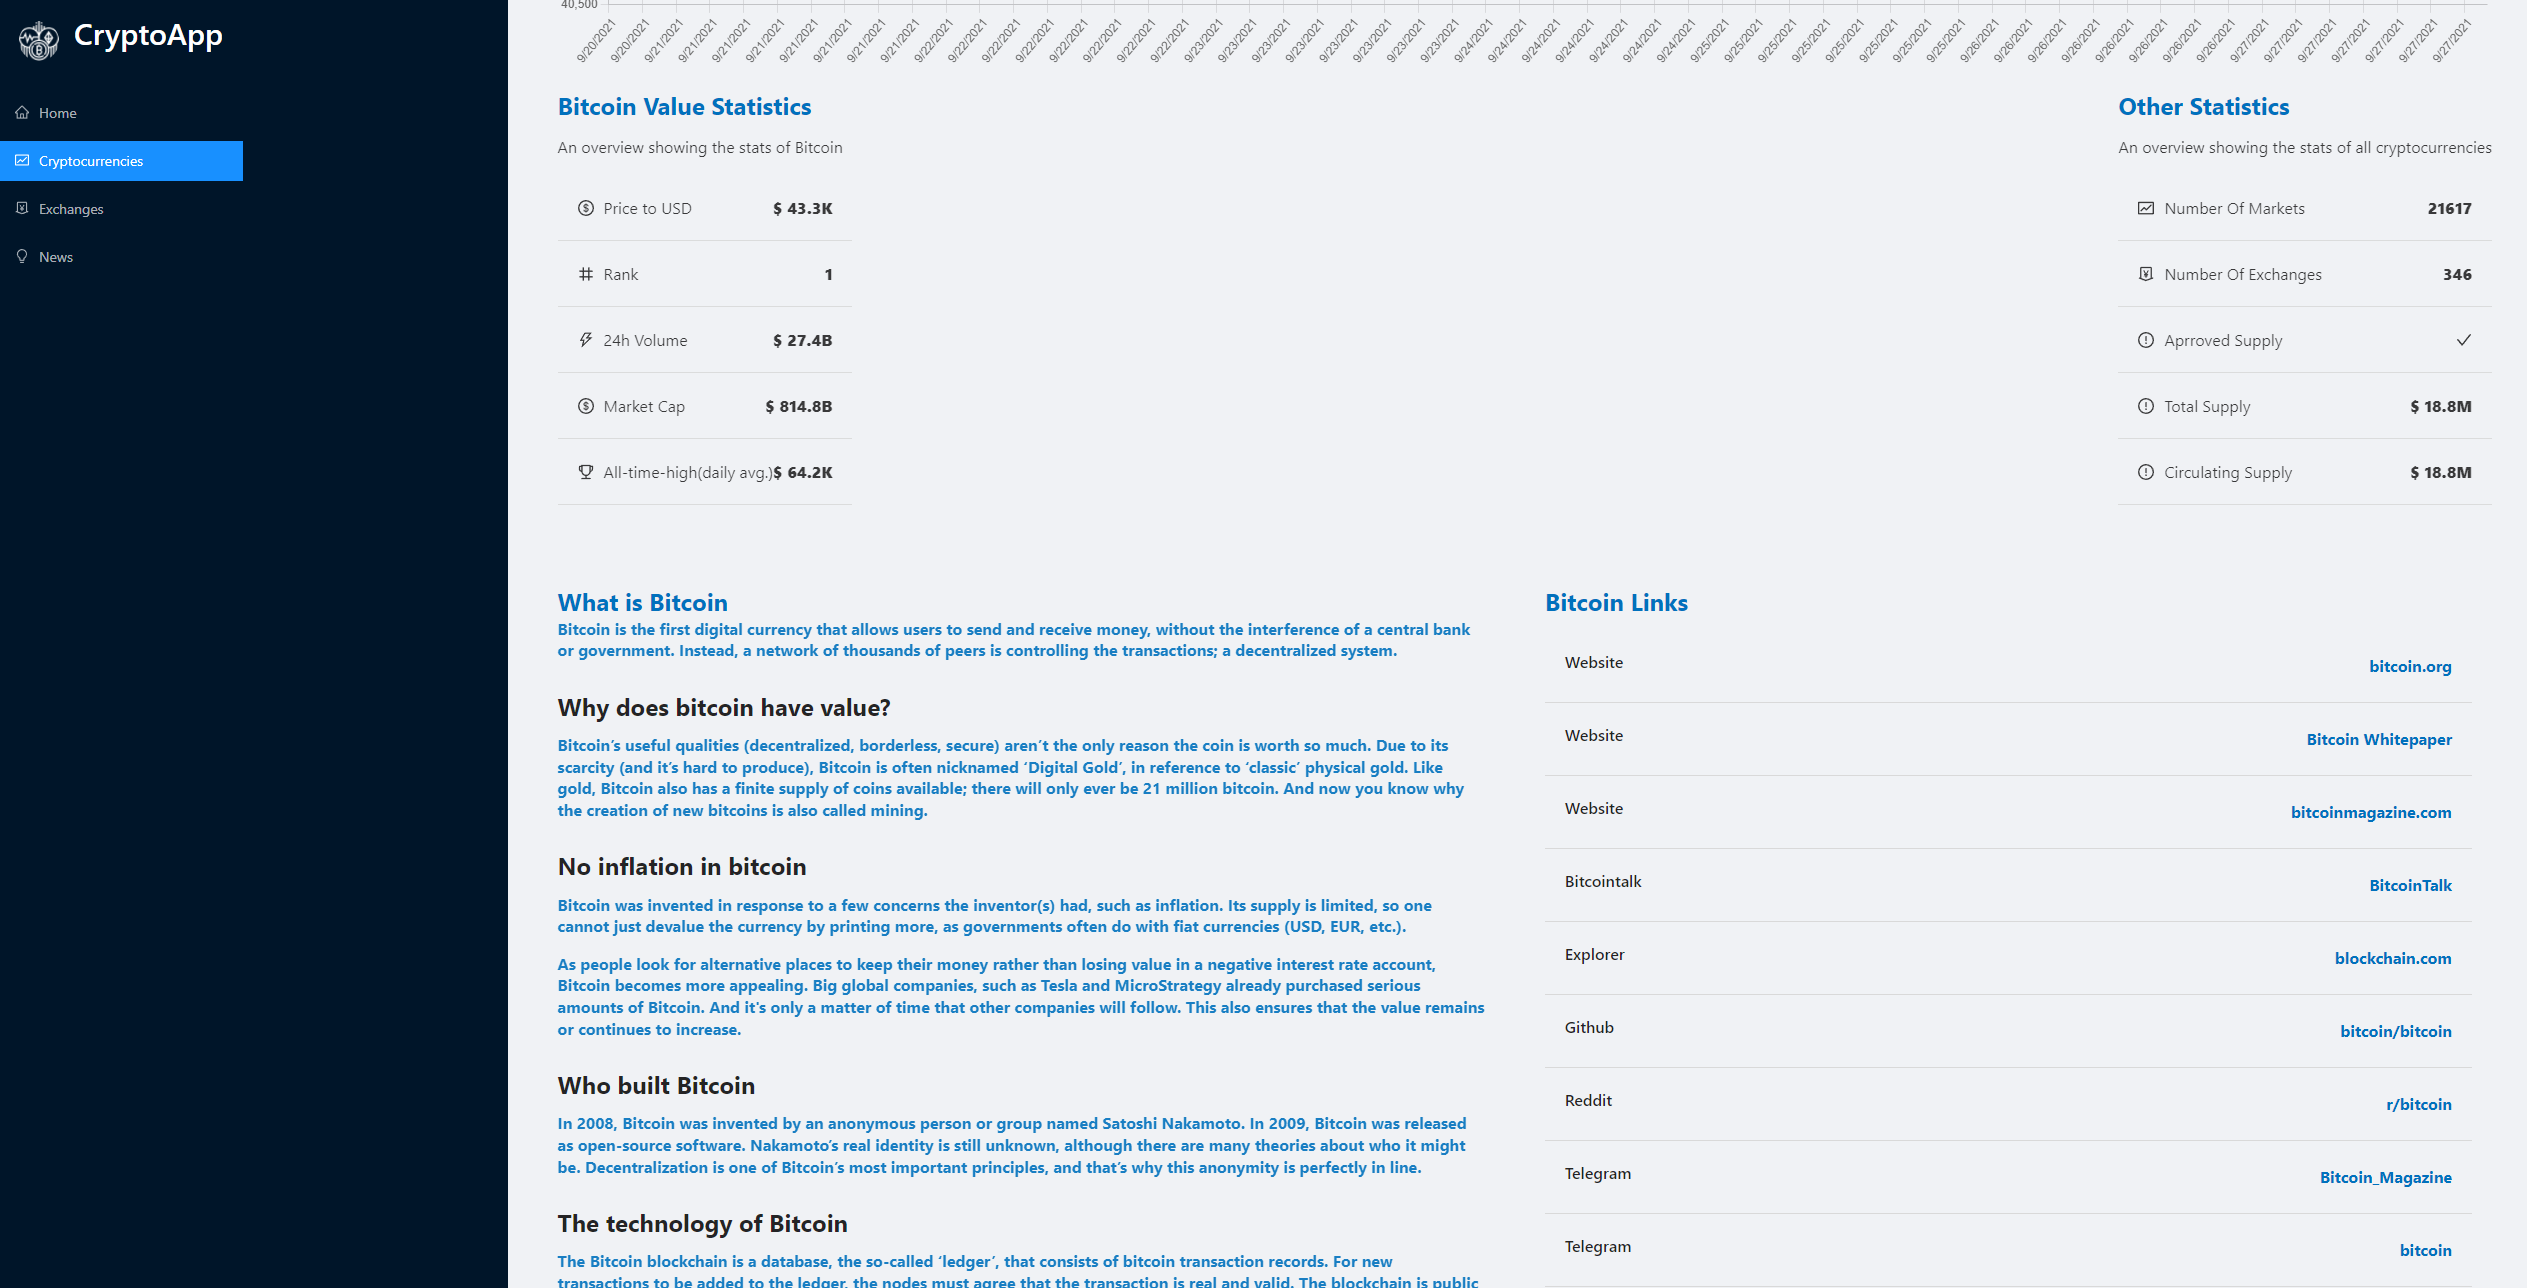 CryptoApp
Home
Cryptocurrencies
Exchanges
News
40,500
9/20/2021 9/20/2021 9/21/2021 9/21/2021 9/21/2021 9/21/2021 9/21/2021 9/21/2021 9/21/2021 9/21/2021 9/21/2021 9/22/2021 9/22/2021 9/22/2021 9/22/2021 9/22/2021 9/22/2021 9/22/2021 9/23/2021 9/23/2021 9/23/2021 9/23/2021 9/23/2021 9/23/2021 9/23/2021 9/23/2021 9/24/2021 9/24/2021 9/24/2021 9/24/2021 9/24/2021 9/24/2021 9/24/2021 9/25/2021 9/25/2021 9/25/2021 9/25/2021 9/25/2021 9/25/2021 9/25/2021 9/25/2021 9/26/2021 9/26/2021 9/26/2021 9/26/2021 9/26/2021 9/26/2021 9/26/2021 9/26/2021 9/27/2021 9/27/2021 9/27/2021 9/27/2021 9/27/2021 9/27/2021 9/27/2021
Bitcoin Value Statistics
An overview showing the stats of Bitcoin
Price to USD $ 43.3K
Rank 1
24h Volume $ 27.4B
Market Cap $ 814.8B
All-time-high(daily avg.) $ 64.2K
Other Statistics
An overview showing the stats of all cryptocurrencies
Number Of Markets 21617
Number Of Exchanges 346
Aprroved Supply
Total Supply $ 18.8M
Circulating Supply $ 18.8M
What is Bitcoin
Bitcoin is the first digital currency that allows users to send and receive money, without the interference of a central bank
or government. Instead, a network of thousands of peers is controlling the transactions; a decentralized system.
Why does bitcoin have value?
Bitcoin’s useful qualities (decentralized, borderless, secure) aren’t the only reason the coin is worth so much. Due to its
scarcity (and it’s hard to produce), Bitcoin is often nicknamed ‘Digital Gold’, in reference to ‘classic’ physical gold. Like
gold, Bitcoin also has a finite supply of coins available; there will only ever be 21 million bitcoin. And now you know why
the creation of new bitcoins is also called mining.
No inflation in bitcoin
Bitcoin was invented in response to a few concerns the inventor(s) had, such as inflation. Its supply is limited, so one
cannot just devalue the currency by printing more, as governments often do with fiat currencies (USD, EUR, etc.).
As people look for alternative places to keep their money rather than losing value in a negative interest rate account,
Bitcoin becomes more appealing. Big global companies, such as Tesla and MicroStrategy already purchased serious
amounts of Bitcoin. And it's only a matter of time that other companies will follow. This also ensures that the value remains
or continues to increase.
Who built Bitcoin
In 2008, Bitcoin was invented by an anonymous person or group named Satoshi Nakamoto. In 2009, Bitcoin was released
as open-source software. Nakamoto’s real identity is still unknown, although there are many theories about who it might
be. Decentralization is one of Bitcoin’s most important principles, and that’s why this anonymity is perfectly in line.
The technology of Bitcoin
The Bitcoin blockchain is a database, the so-called ‘ledger’, that consists of bitcoin transaction records. For new
transactions to be added to the ledger, the nodes must agree that the transaction is real and valid. The blockchain is public
Bitcoin Links
Website bitcoin.org
Website Bitcoin Whitepaper
Website bitcoinmagazine.com
Bitcointalk BitcoinTalk
Explorer blockchain.com
Github bitcoin/bitcoin
Reddit r/bitcoin
Telegram Bitcoin_Magazine
Telegram bitcoin